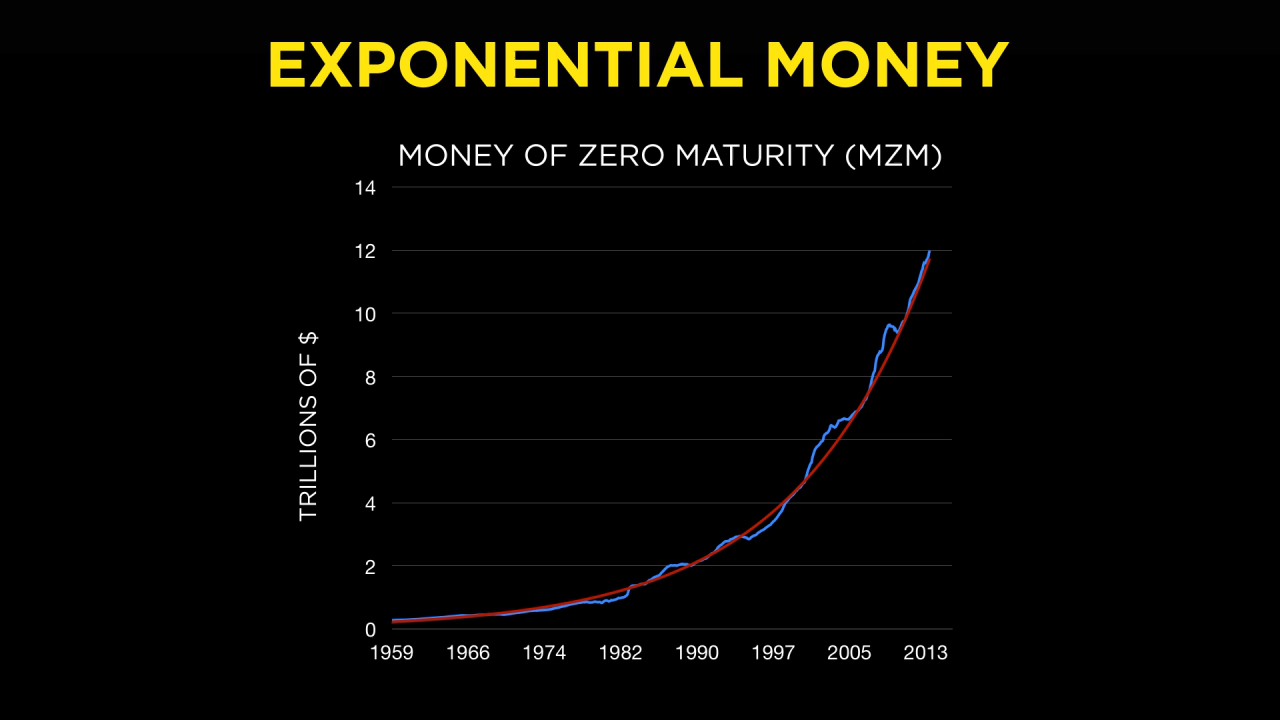 EXPONENTIAL MONEY
MONEY OF ZERO MATURITY (MZM)
TRILLIONS OF $
14
12
10
8
6
4
2
0
1959 1966 1974 1982 1990 1997 2005 2013